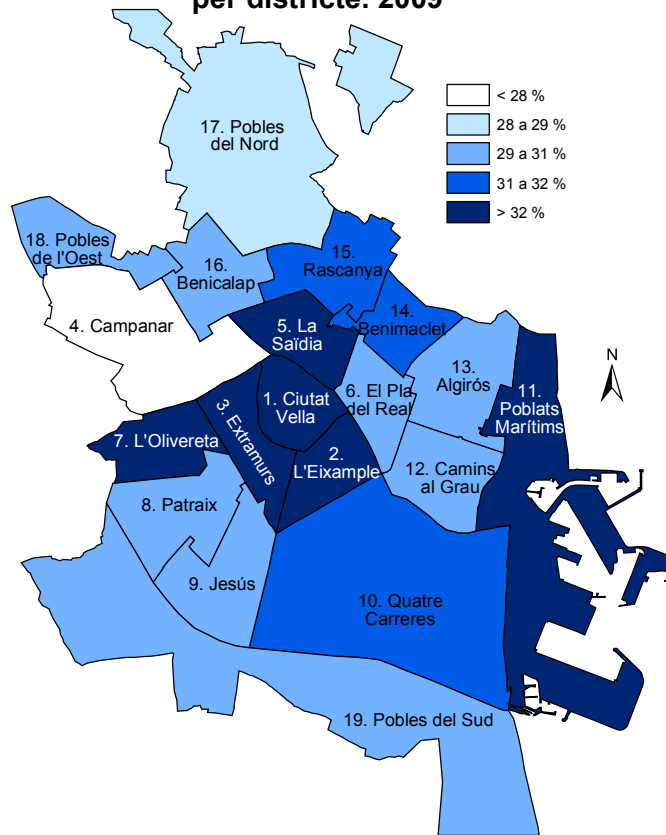 per districte. 2009
< 28 %
28 a 29 %
29 a 31 %
31 a 32 %
> 32 %
17. Pobles
del Nord
18. Pobles
de l'Oest
16.
Benicalap
15.
Rascanya
4. Campanar
5. La
Saïdia
14.
Benimaclet
N
13.
Algirós
11.
Poblats
Marítims
6. El Pla
del Real
1. Ciutat
Vella
3. Extramurs
7. L'Olivereta
2.
L'Eixample
12. Camins
al Grau
8. Patraix
9. Jesús
10. Quatre
Carreres
19. Pobles del Sud